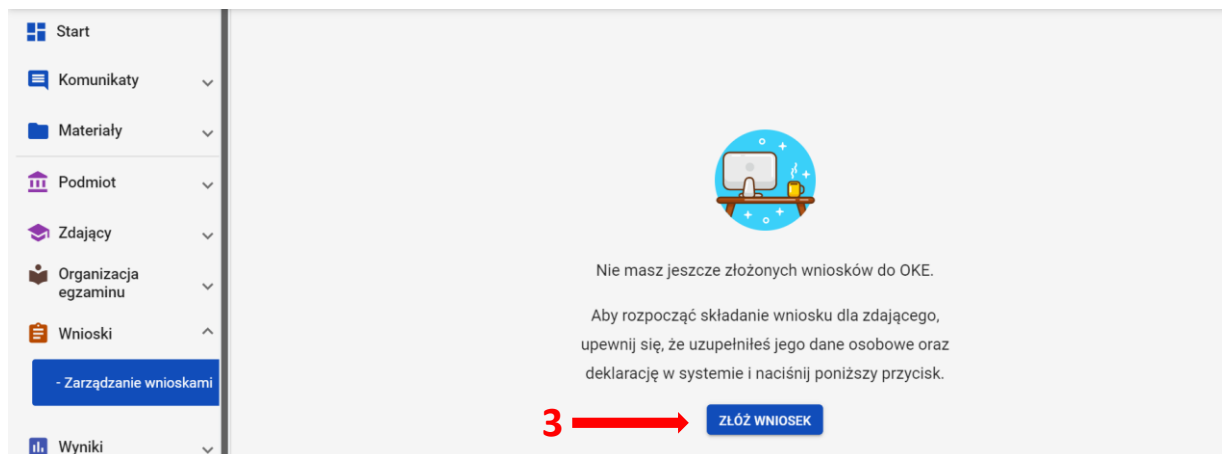 Start
Komunikaty
Materiały
Podmiot
Zdający
Organizacja
egzaminu
Wnioski
- Zarządzanie wnioskami
Wyniki
Nie masz jeszcze złożonych wniosków do OKE.
Aby rozpocząć składanie wniosku dla zdającego,
upewnij się, że uzupełniłeś jego dane osobowe oraz
deklarację w systemie i naciśnij poniższy przycisk.
3
ZŁÓŻ WNIOSEK